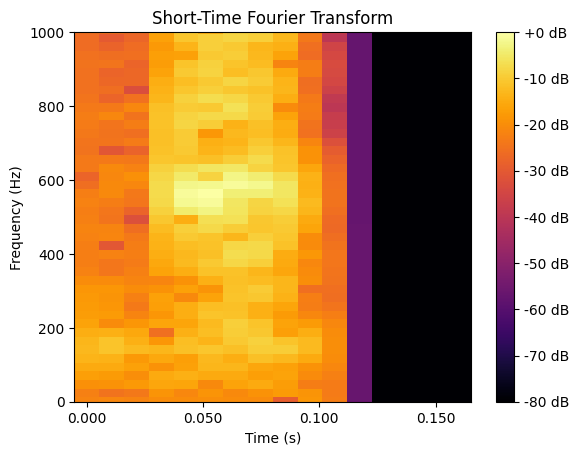 Short-Time Fourier Transform
1000
800
600
400
200
0
Frequency (Hz)
0.000
0.050
0.100
0.150
Time (s)
+0 dB
-10 dB
-20 dB
-30 dB
-40 dB
-50 dB
-60 dB
-70 dB
-80 dB